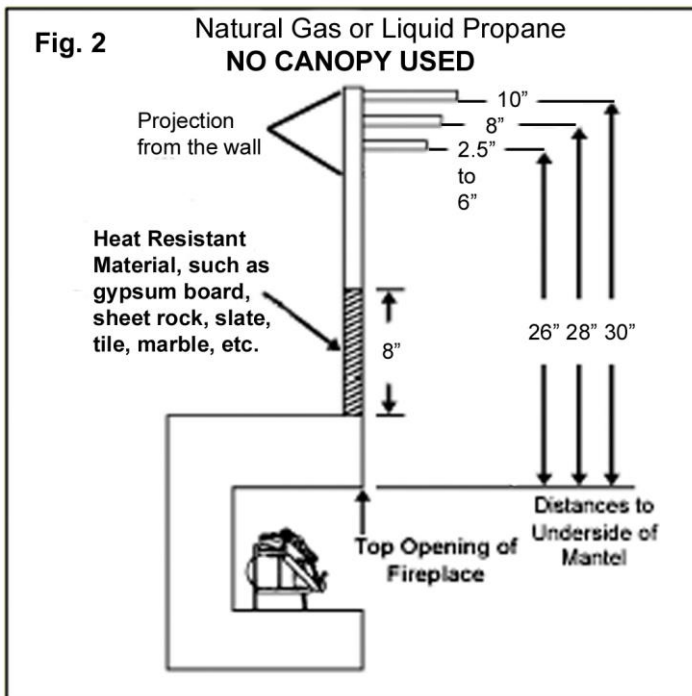 Fig. 2
Natural Gas or Liquid Propane
NO CANOPY USED
Projection
from the wall
10”
8”
2.5”
to
6”
Heat Resistant
Material, such as
gypsum board,
sheet rock, slate,
tile, marble, etc.
8”
26” 28” 30”
Top Opening of
Fireplace
Distances to
Underside of
Mantel